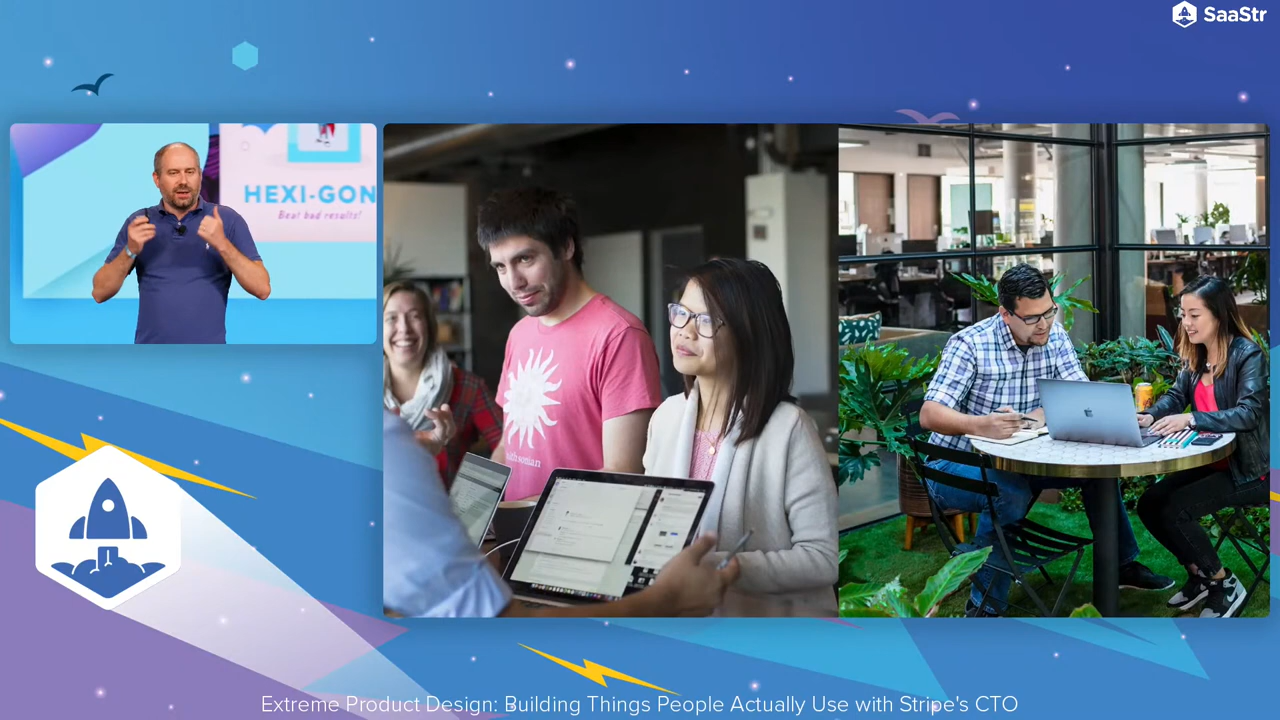 SaaStr
HEXI-GON
Beat bad results!
Extreme Product Design: Building Things People Actually Use with Stripe's CTO